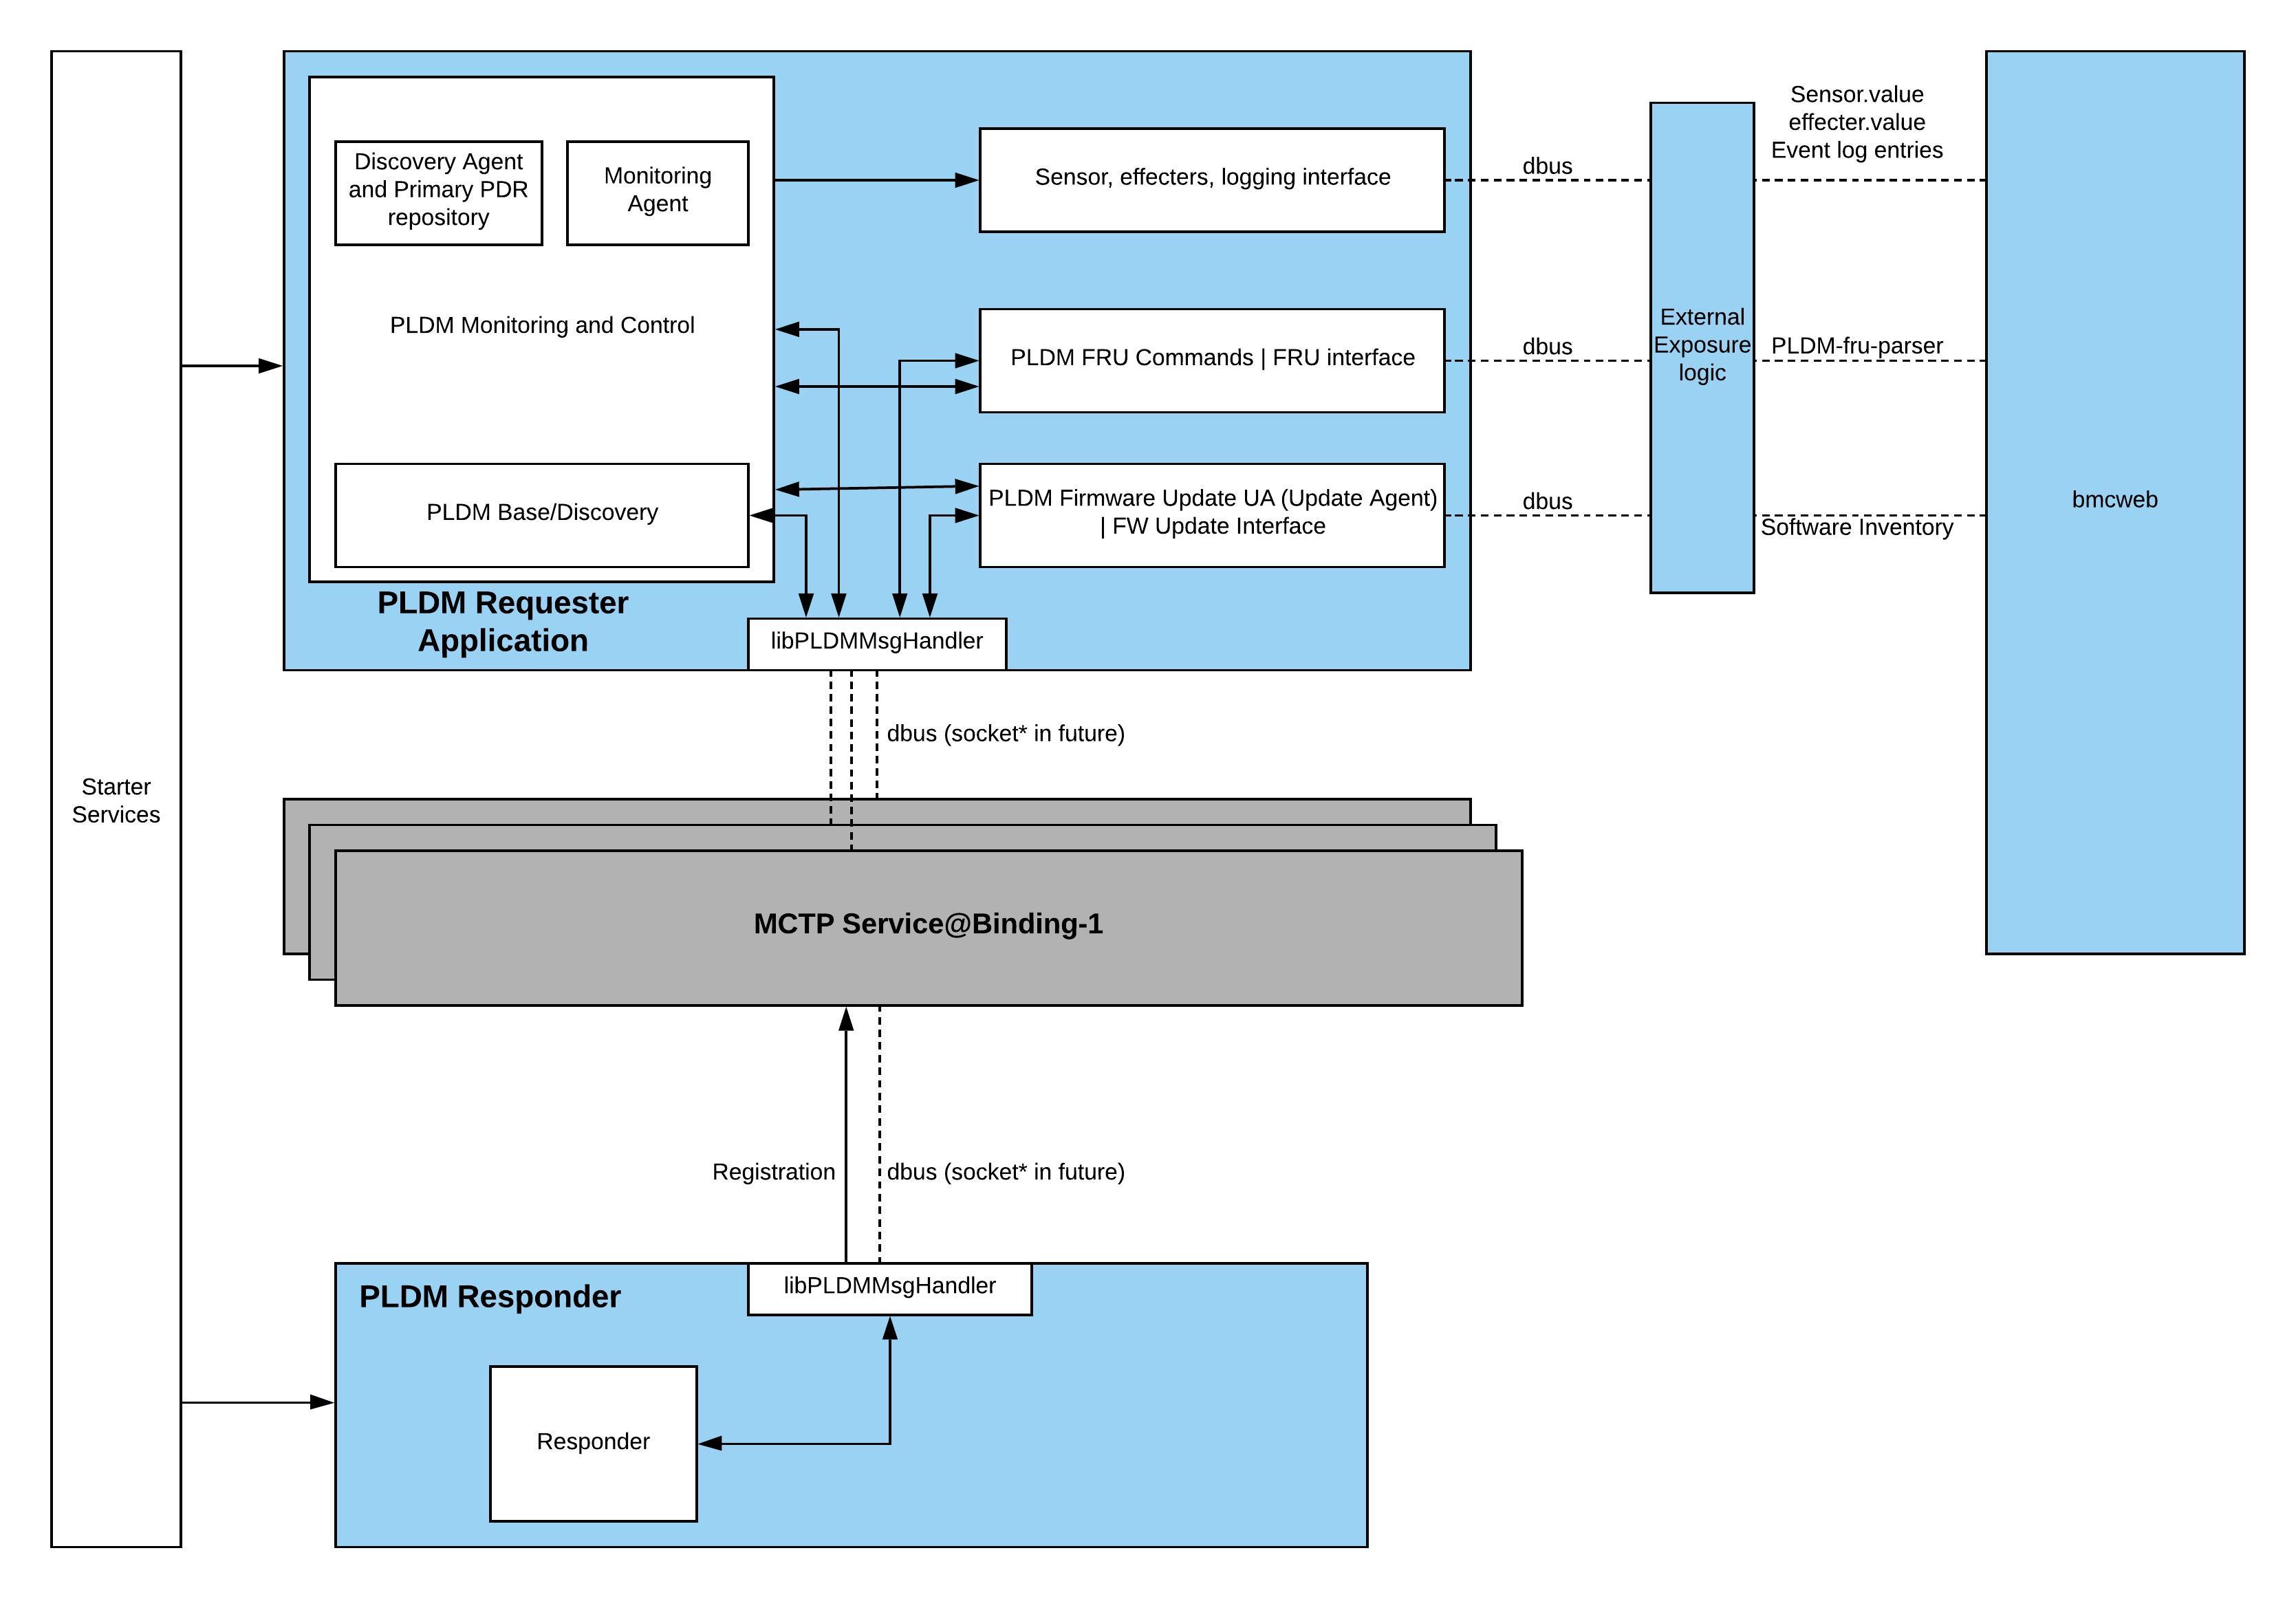 Starter
Services
Discovery Agent
and Primary PDR
repository
Monitoring
Agent
PLDM Monitoring and Control
PLDM Base/Discovery
PLDM Requester
Application
Sensor, effecters, logging interface
PLDM FRU Commands | FRU interface
PLDM Firmware Update UA (Update Agent)
| FW Update Interface
libPLDMMsgHandler
dbus
dbus
dbus
External
Exposure
logic
Sensor.value
effecter.value
Event log entries
PLDM-fru-parser
Software Inventory
bmcweb
dbus (socket* in future)
MCTP Service@Binding-1
Registration
dbus (socket* in future)
PLDM Responder
libPLDMMsgHandler
Responder